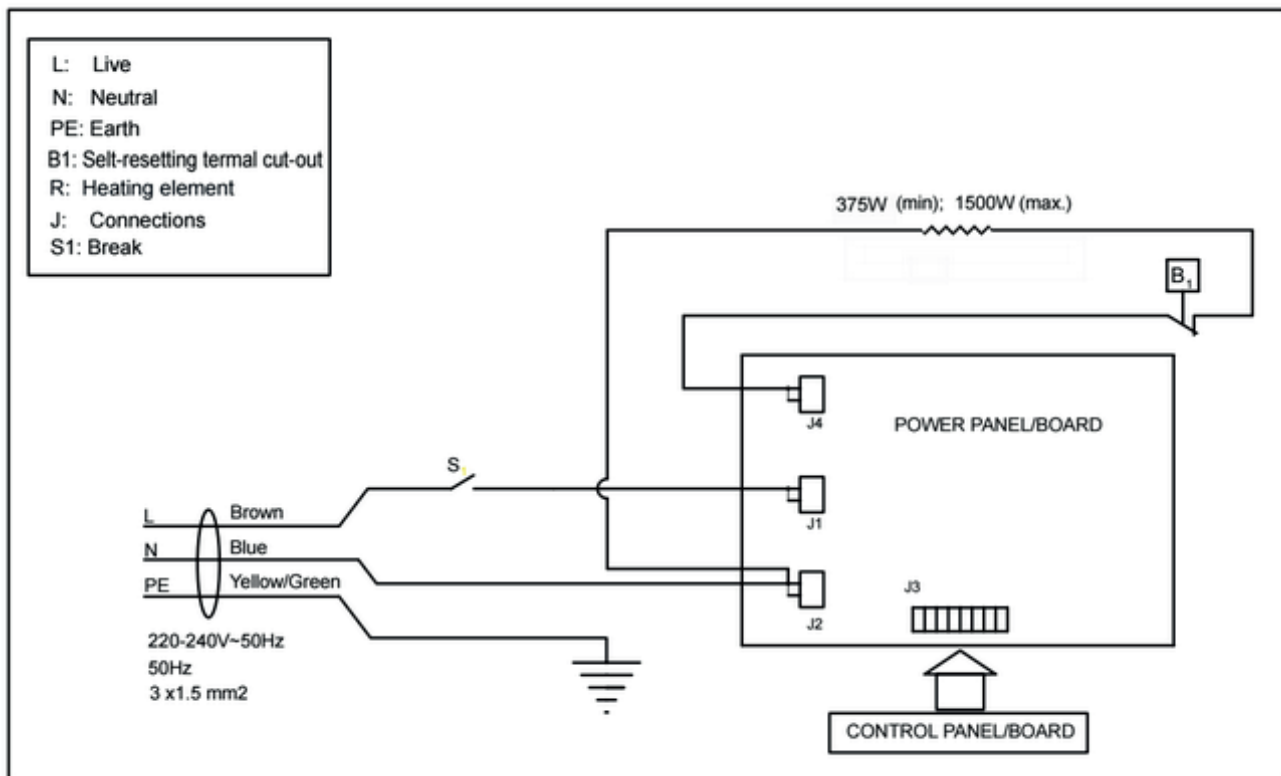 L: Live
N: Neutral
PE: Earth
B1: Selt-resetting termal cut-out
R: Heating element
J: Connections
S1: Break
375W (min); 1500W (max.)
B1
J4
POWER PANEL/BOARD
S1
J1
L Brown
N Blue
PE Yellow/Green
J3
J2
220-240V~50Hz
50Hz
3 x1.5 mm2
CONTROL PANEL/BOARD